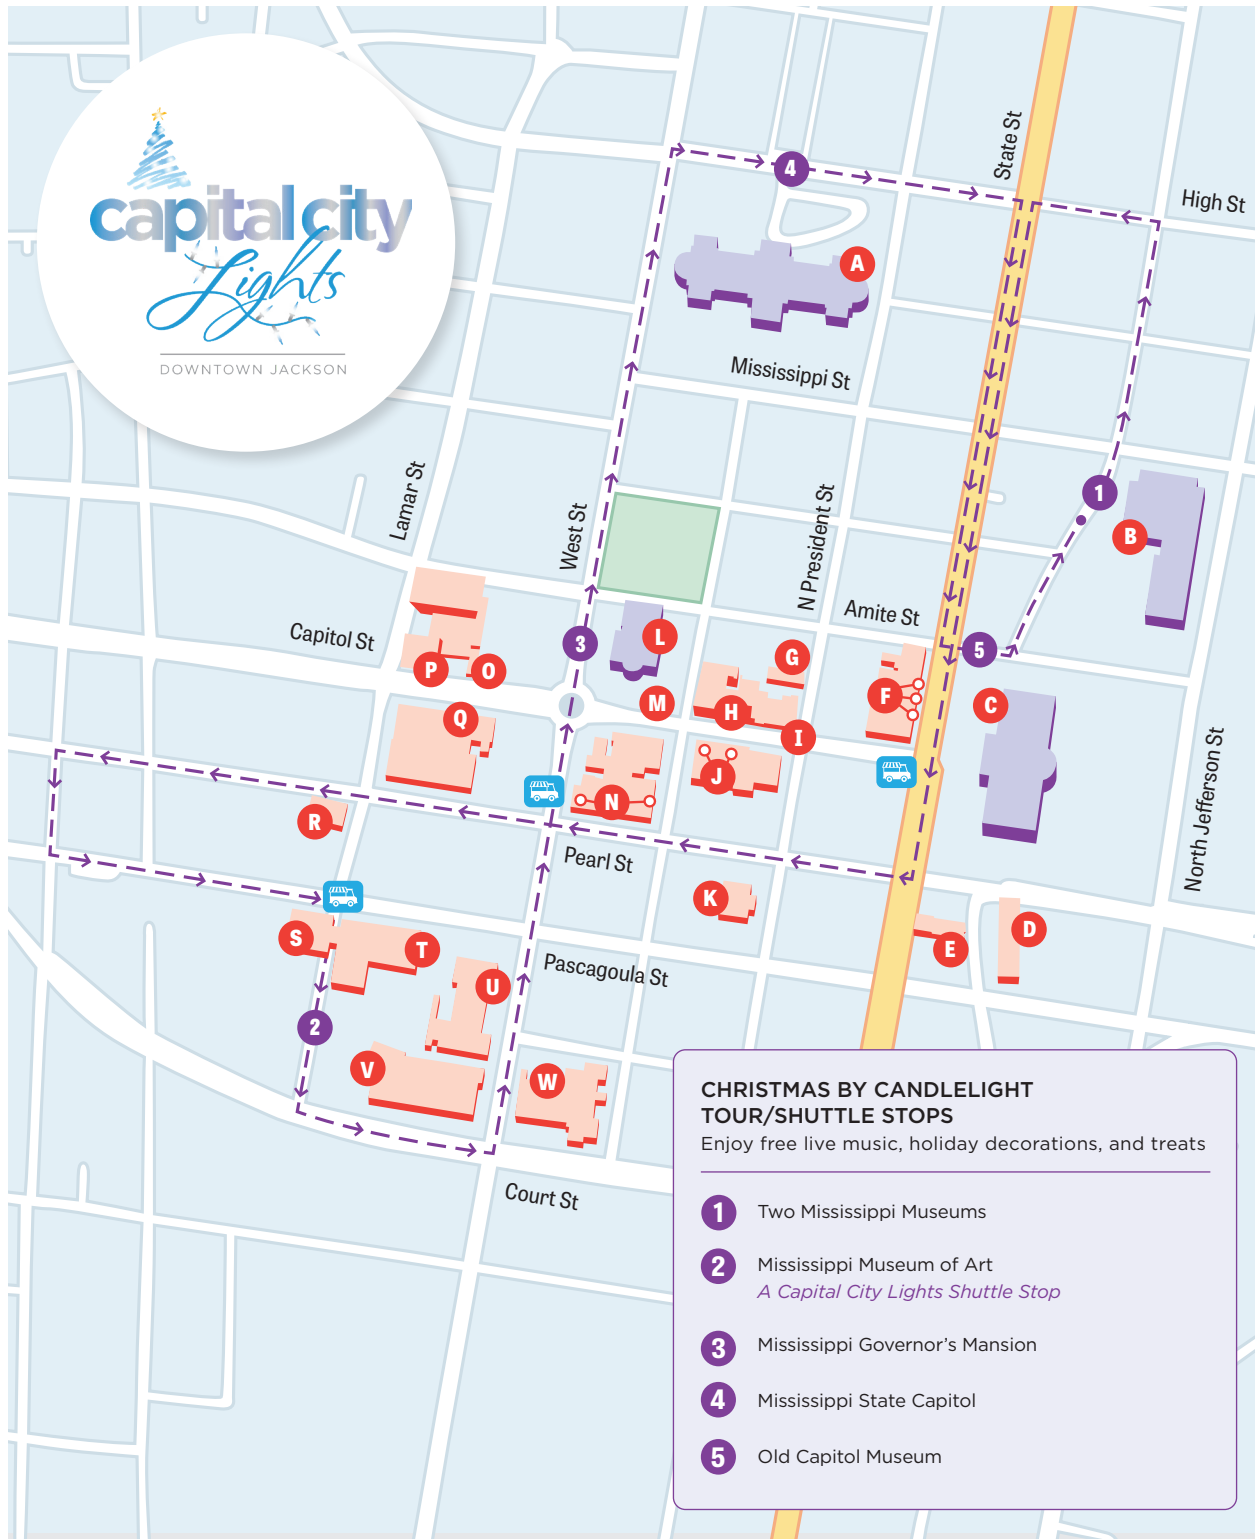 capital city
Lights
DOWNTOWN JACKSON
State St
High St
4
A
Mississippi St
Lamar St
West St
N President St
1
B
Amite St
Capitol St
3
L
5
G
P
O
F
C
M
H
I
Q
J
N
R
North Jefferson St
Pearl St
K
D
E
S
T
Pascagoula St
U
2
V
W
Court St
CHRISTMAS BY CANDLELIGHT
TOUR/SHUTTLE STOPS
Enjoy free live music, holiday decorations, and treats
1 Two Mississippi Museums
2 Mississippi Museum of Art
A Capital City Lights Shuttle Stop
3 Mississippi Governor's Mansion
4 Mississippi State Capitol
5 Old Capitol Museum